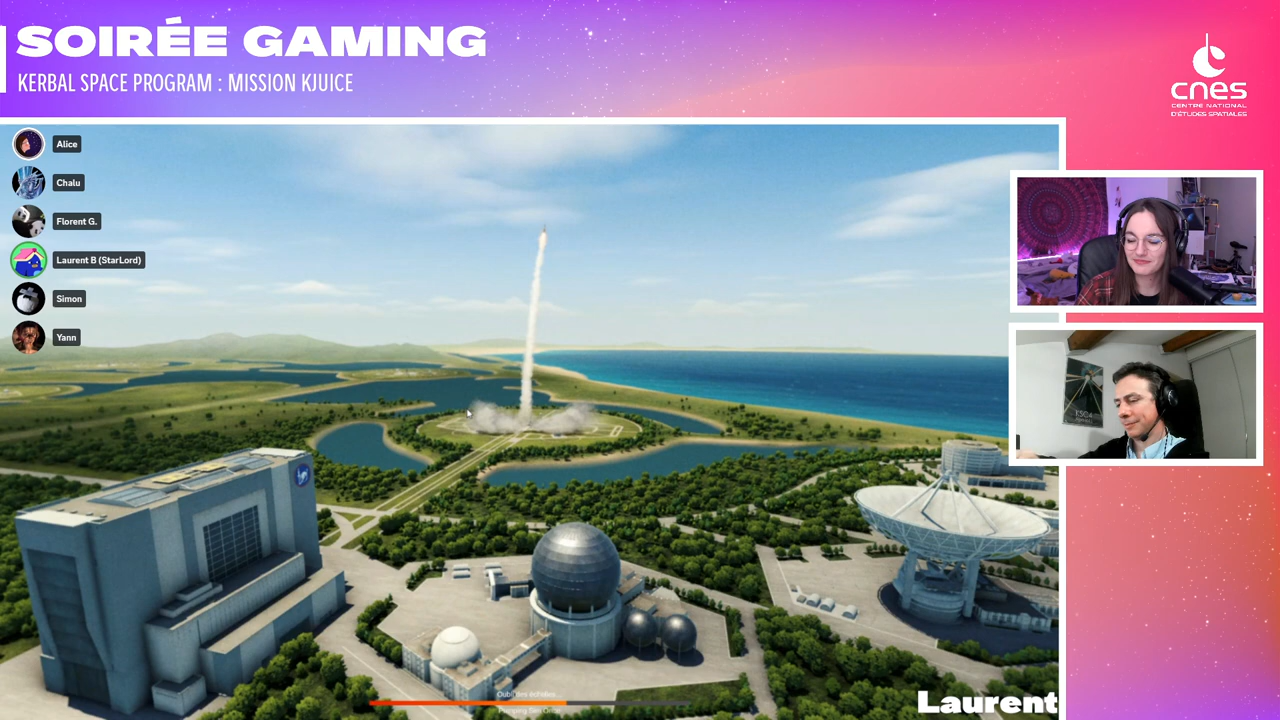 SOIRÉE GAMING
KERBAL SPACE PROGRAM : MISSION KJUICE
cnes
CENTRE NATIONAL
D'ÉTUDES SPATIALES
Alice
Chalu
Florent G.
Laurent B (StarLord)
Simon
Yann
Laurent